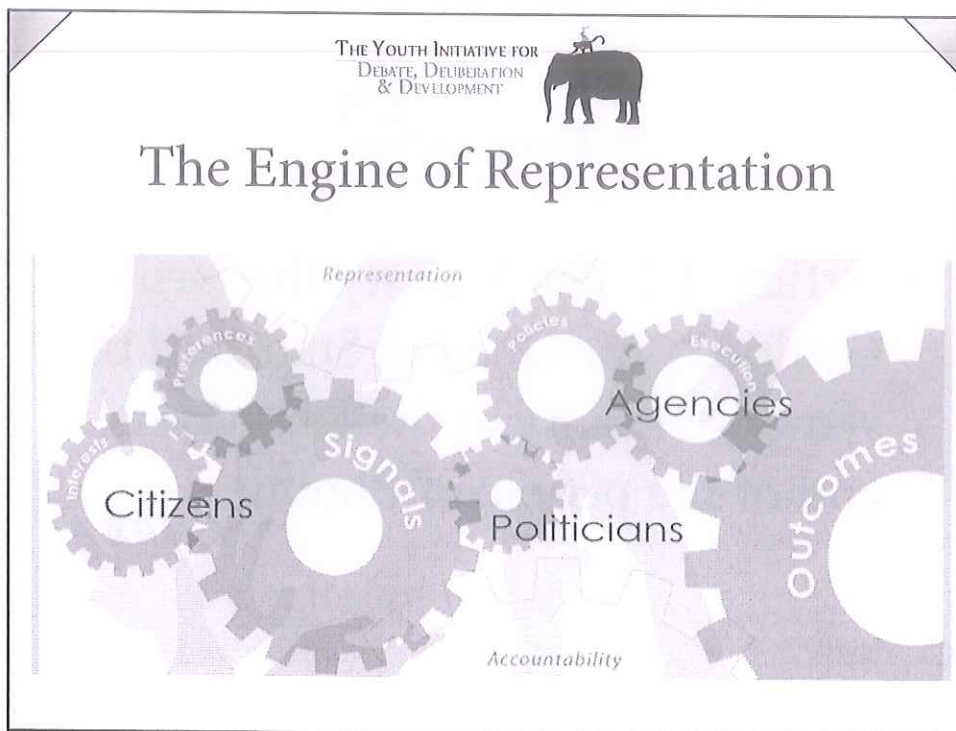 THE YOUTH INITIATIVE FOR
DEBATE, DELIBERATION
& DEVELOPMENT
The Engine of Representation
Representation
Preferences
Policies
Execution
Agencies
Interests
Citizens
Signals
Politicians
Outcomes
Accountability